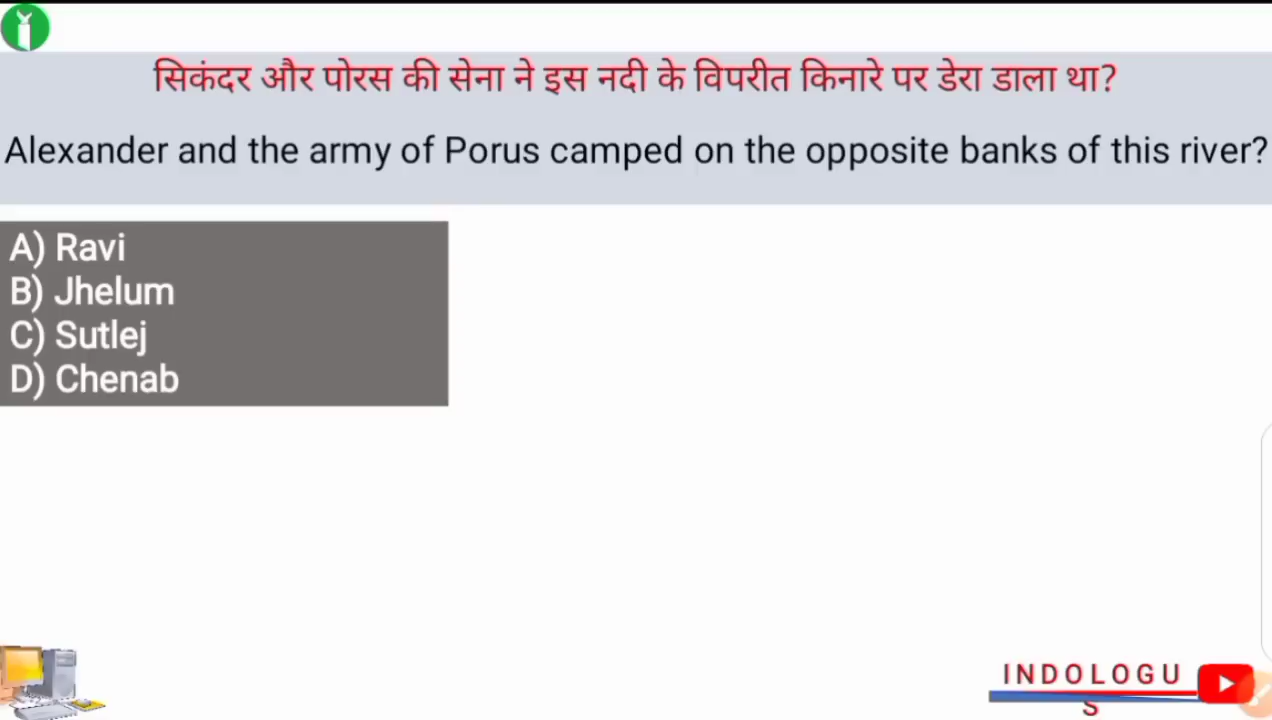 सिकंदर और पोरस की सेना ने इस नदी के विपरीत किनारे पर डेरा डाला था?
Alexander and the army of Porus camped on the opposite banks of this river?
A) Ravi
B) Jhelum
C) Sutlej
D) Chenab
INDOLOGU
S